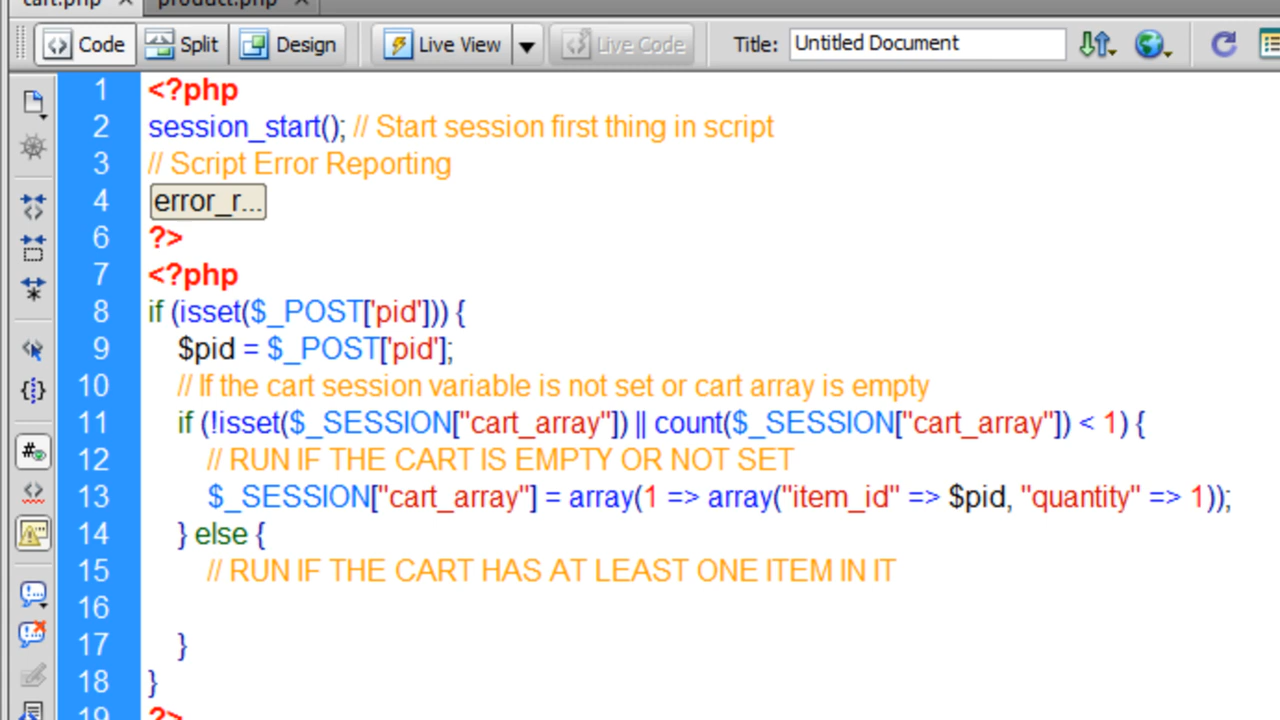 cart.php × product.php ×
Code Split Design Live View Live Code Title: Untitled Document
1 <?php
2 session_start(); // Start session first thing in script
3 // Script Error Reporting
4 error_r...
6 ?>
7 <?php
8 if (isset($_POST['pid'])) {
9 $pid = $_POST['pid'];
10 // If the cart session variable is not set or cart array is empty
11 if (!isset($_SESSION["cart_array"]) || count($_SESSION["cart_array"]) < 1) {
12 // RUN IF THE CART IS EMPTY OR NOT SET
13 $_SESSION["cart_array"] = array(1 => array("item_id" => $pid, "quantity" => 1));
14 } else {
15 // RUN IF THE CART HAS AT LEAST ONE ITEM IN IT
16
17 }
18 }
19 ?>